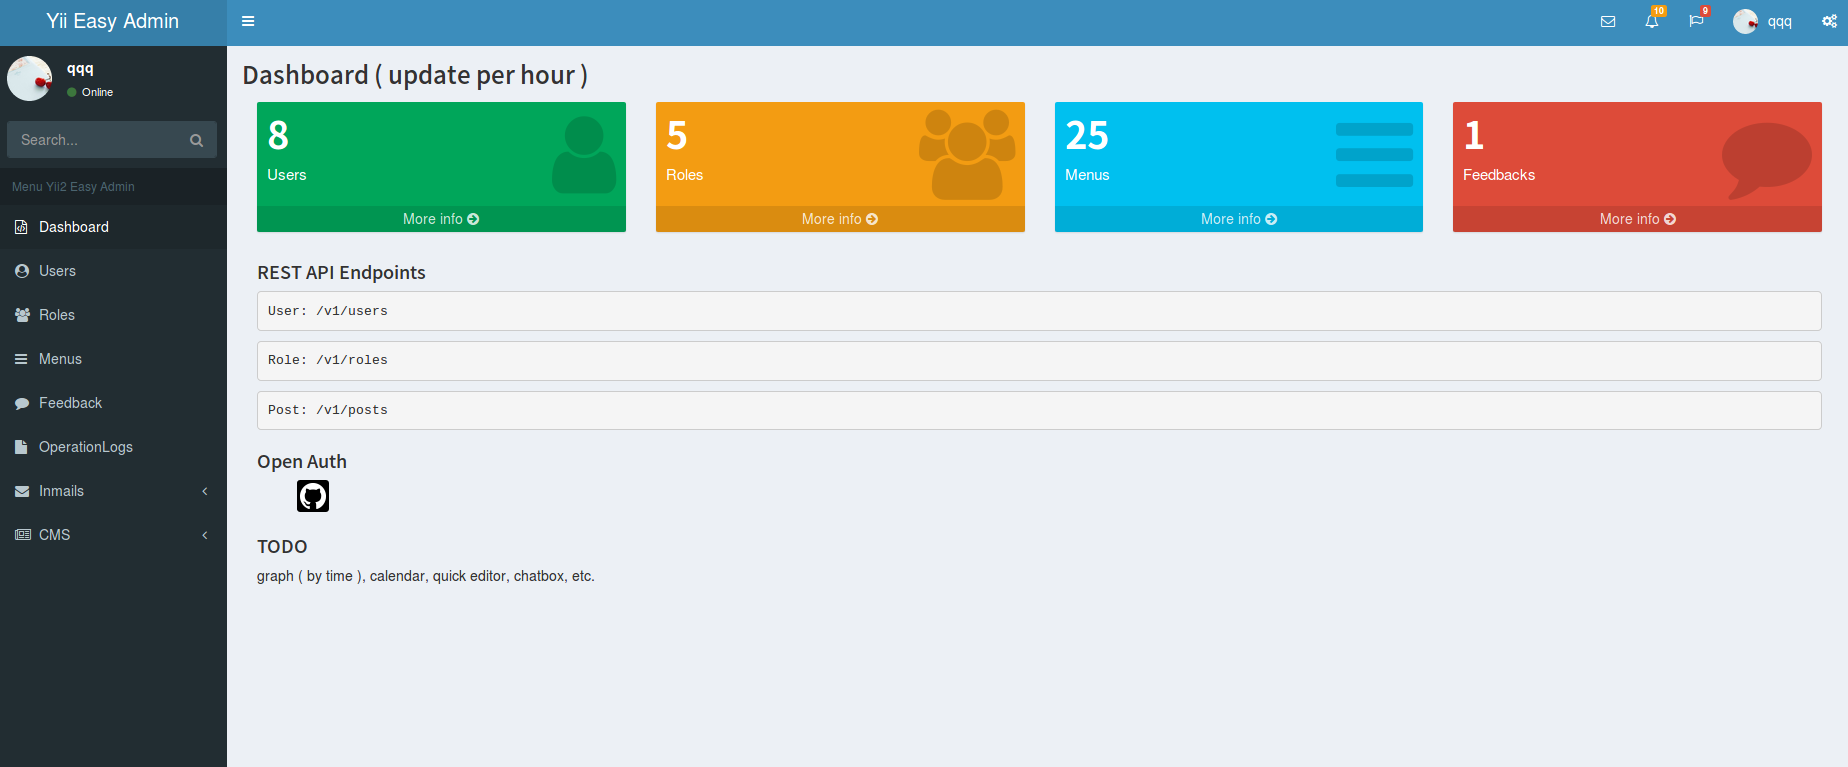 Yii Easy Admin
10
9
qqq
qqq
Online
Search...
Menu Yii2 Easy Admin
Dashboard
Users
Roles
Menus
Feedback
OperationLogs
Inmails
CMS
Dashboard ( update per hour )
8
Users
More info
5
Roles
More info
25
Menus
More info
1
Feedbacks
More info
REST API Endpoints
User: /v1/users
Role: /v1/roles
Post: /v1/posts
Open Auth
TODO
graph ( by time ), calendar, quick editor, chatbox, etc.